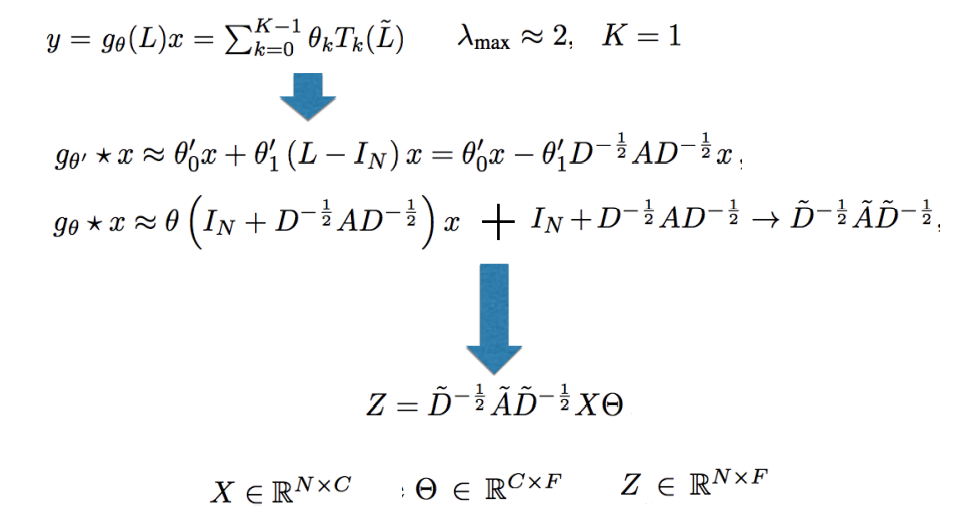 y = g_θ(L)x = ∑_{k=0}^{K−1} θ_k T_k(L̃)   λ_max ≈ 2,   K = 1
g_θ′ ⋆ x ≈ θ′_0 x + θ′_1 (L − I_N) x = θ′_0 x − θ′_1 D^{−1/2} A D^{−1/2} x ,
g_θ ⋆ x ≈ θ (I_N + D^{−1/2} A D^{−1/2}) x + I_N + D^{−1/2} A D^{−1/2} → D̃^{−1/2} Ã D̃^{−1/2} ,
Z = D̃^{−1/2} Ã D̃^{−1/2} X Θ
X ∈ ℝ^{N×C}   : Θ ∈ ℝ^{C×F}   Z ∈ ℝ^{N×F}